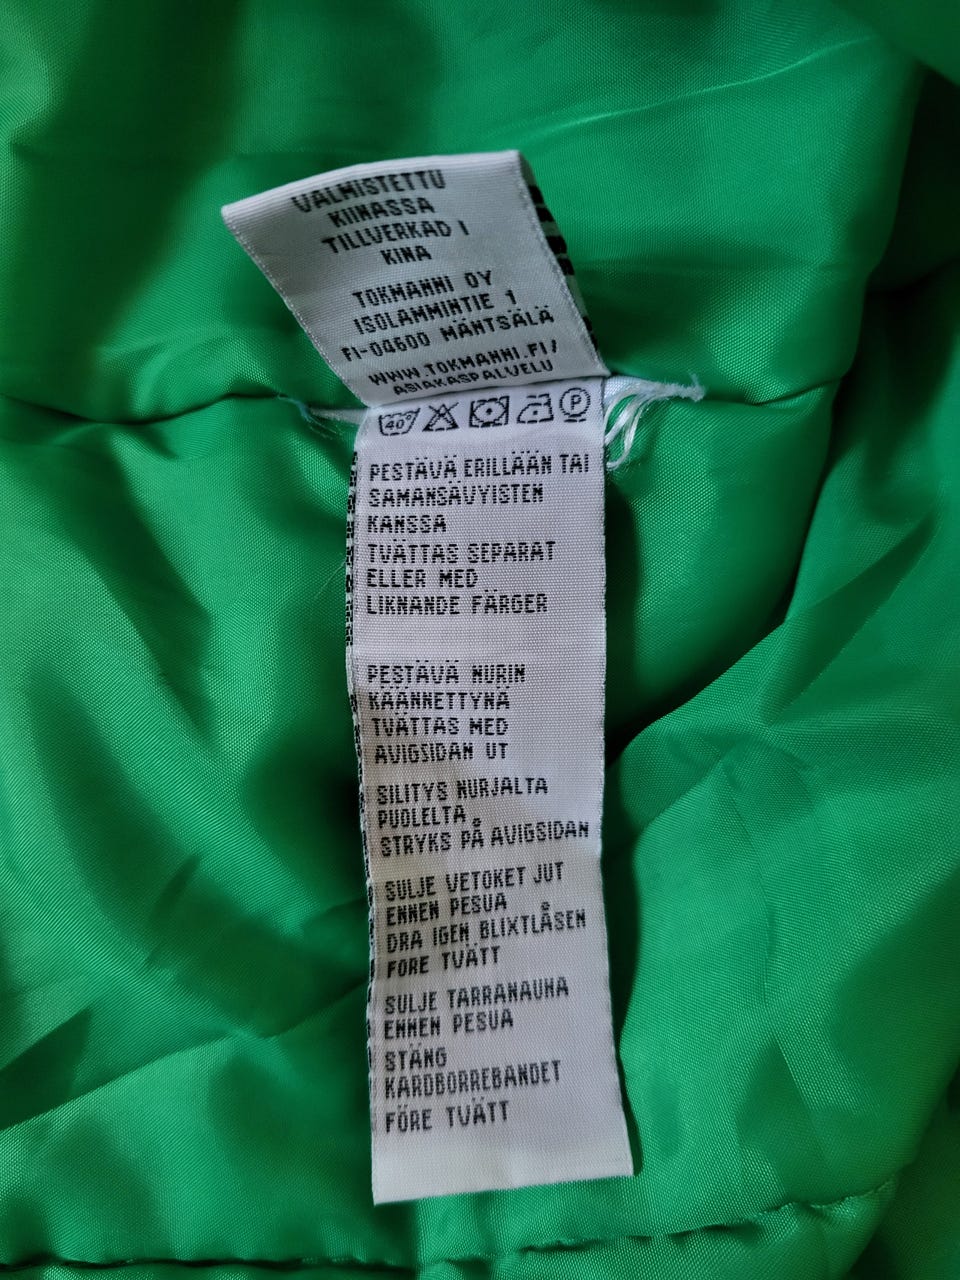 VALMISTETTU
KIINASSA
TILLVERKAD I
KINA
TOKMANNI OY
ISOLAMMINTIE 1
FI-04600 MÄNTSÄLÄ
WWW.TOKMANNI.FI/
ASIAKASPALVELU
40° P
PESTÄVÄ ERILLÄÄN TAI
SAMANSÄVYISTEN
KANSSA
TVÄTTAS SEPARAT
ELLER MED
LIKNANDE FÄRGER
PESTÄVÄ NURIN
KÄÄNNETTYNÄ
TVÄTTAS MED
AVIGSIDAN UT
SILITYS NURJALTA
PUOLELTA
STRYKS PÅ AVIGSIDAN
SULJE VETOKETJUT
ENNEN PESUA
DRA IGEN BLIXTLÅSEN
FÖRE TVÄTT
SULJE TARRANAUHA
ENNEN PESUA
STÄNG
KARDBORREBANDET
FÖRE TVÄTT